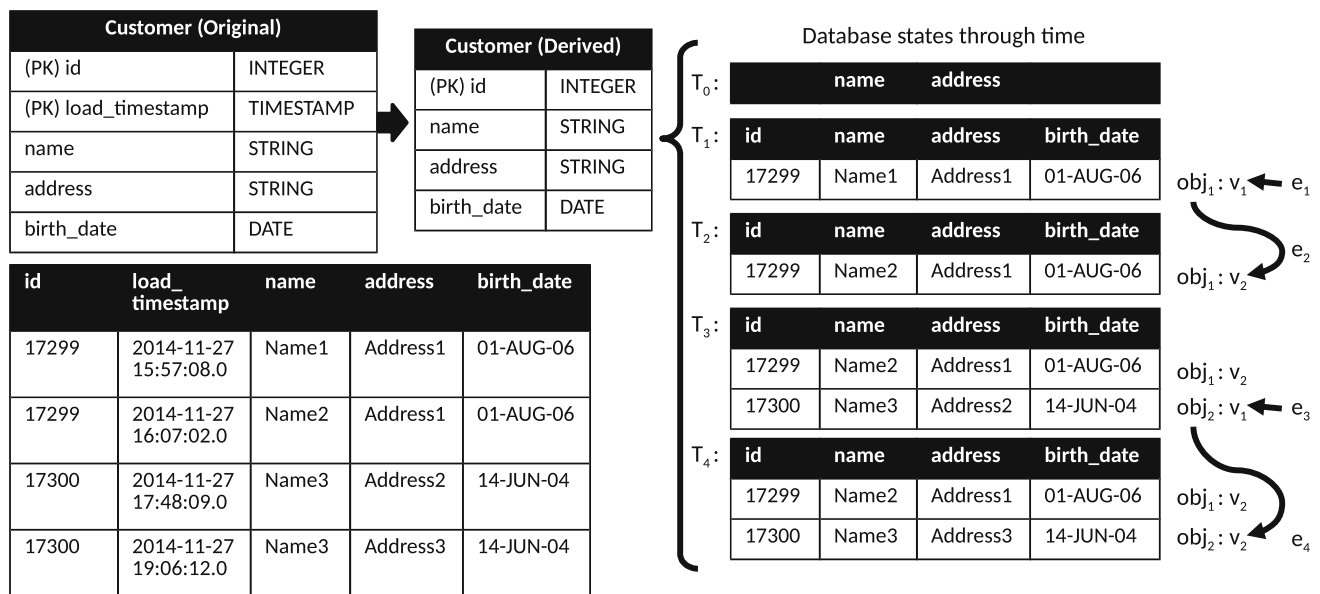 Customer (Original)
(PK) id INTEGER
(PK) load_timestamp TIMESTAMP
name STRING
address STRING
birth_date DATE
Customer (Derived)
(PK) id INTEGER
name STRING
address STRING
birth_date DATE
id load_ name address birth_date
timestamp
17299 2014-11-27 Name1 Address1 01-AUG-06
15:57:08.0
17299 2014-11-27 Name2 Address1 01-AUG-06
16:07:02.0
17300 2014-11-27 Name3 Address2 14-JUN-04
17:48:09.0
17300 2014-11-27 Name3 Address3 14-JUN-04
19:06:12.0
Database states through time
T0: name address
T1: id name address birth_date
17299 Name1 Address1 01-AUG-06 obj1: v1 e1
T2: id name address birth_date
e2
17299 Name2 Address1 01-AUG-06 obj1: v2
T3: id name address birth_date
17299 Name2 Address1 01-AUG-06 obj1: v2
17300 Name3 Address2 14-JUN-04 obj2: v1 e3
T4: id name address birth_date
17299 Name2 Address1 01-AUG-06 obj1: v2
17300 Name3 Address3 14-JUN-04 obj2: v2 e4